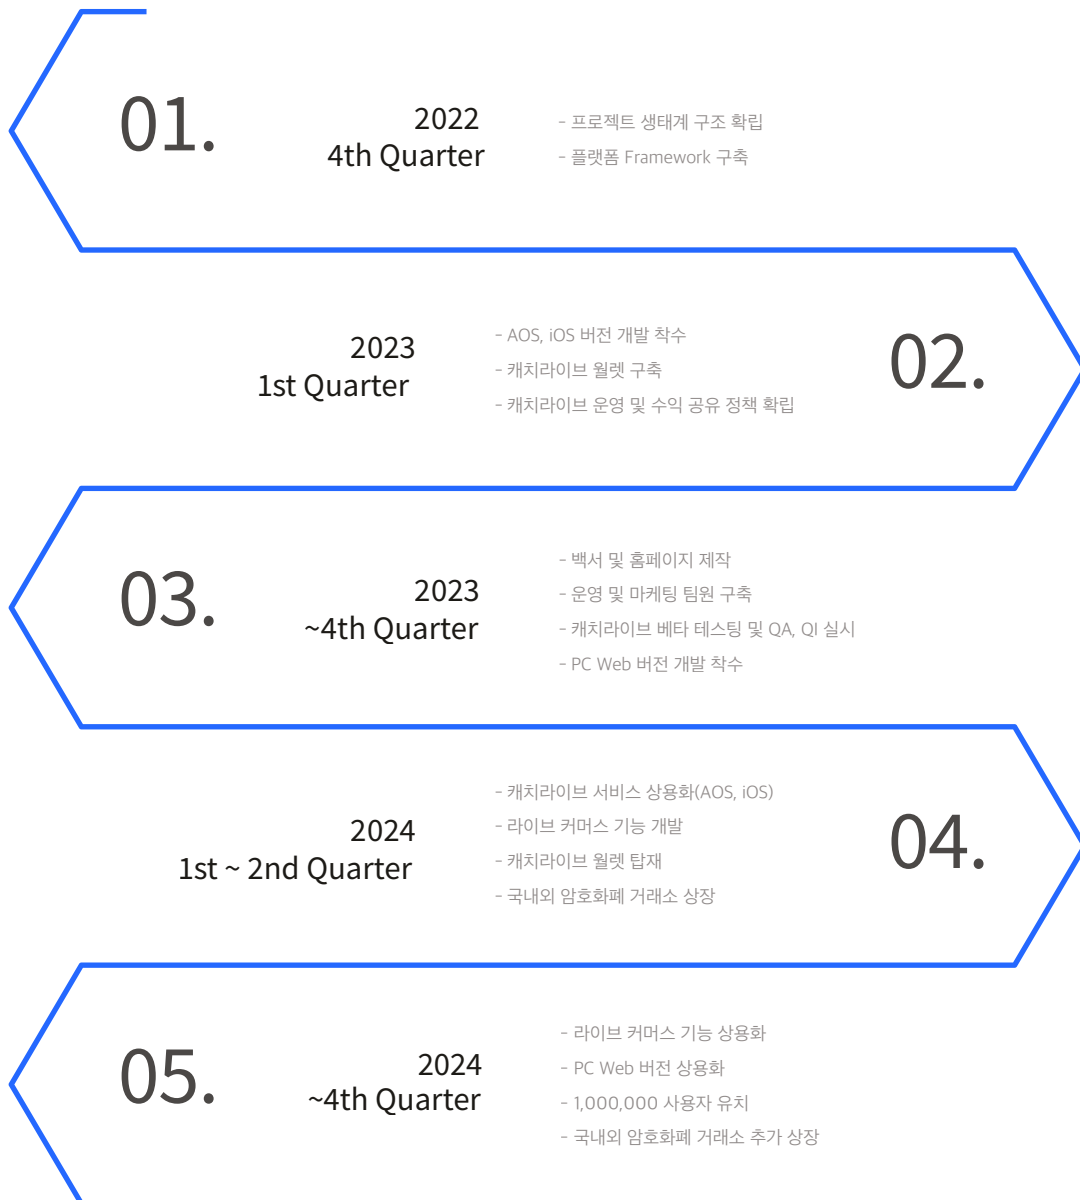 01.
2022
4th Quarter
- 프로젝트 생태계 구조 확립
- 플랫폼 Framework 구축
2023
1st Quarter
- AOS, iOS 버전 개발 착수
- 캐치라이브 월렛 구축
- 캐치라이브 운영 및 수익 공유 정책 확립
02.
03.
2023
~4th Quarter
- 백서 및 홈페이지 제작
- 운영 및 마케팅 팀원 구축
- 캐치라이브 베타 테스팅 및 QA, QI 실시
- PC Web 버전 개발 착수
2024
1st ~ 2nd Quarter
- 캐치라이브 서비스 상용화(AOS, iOS)
- 라이브 커머스 기능 개발
- 캐치라이브 월렛 탑재
- 국내외 암호화폐 거래소 상장
04.
05.
2024
~4th Quarter
- 라이브 커머스 기능 상용화
- PC Web 버전 상용화
- 1,000,000 사용자 유치
- 국내외 암호화폐 거래소 추가 상장